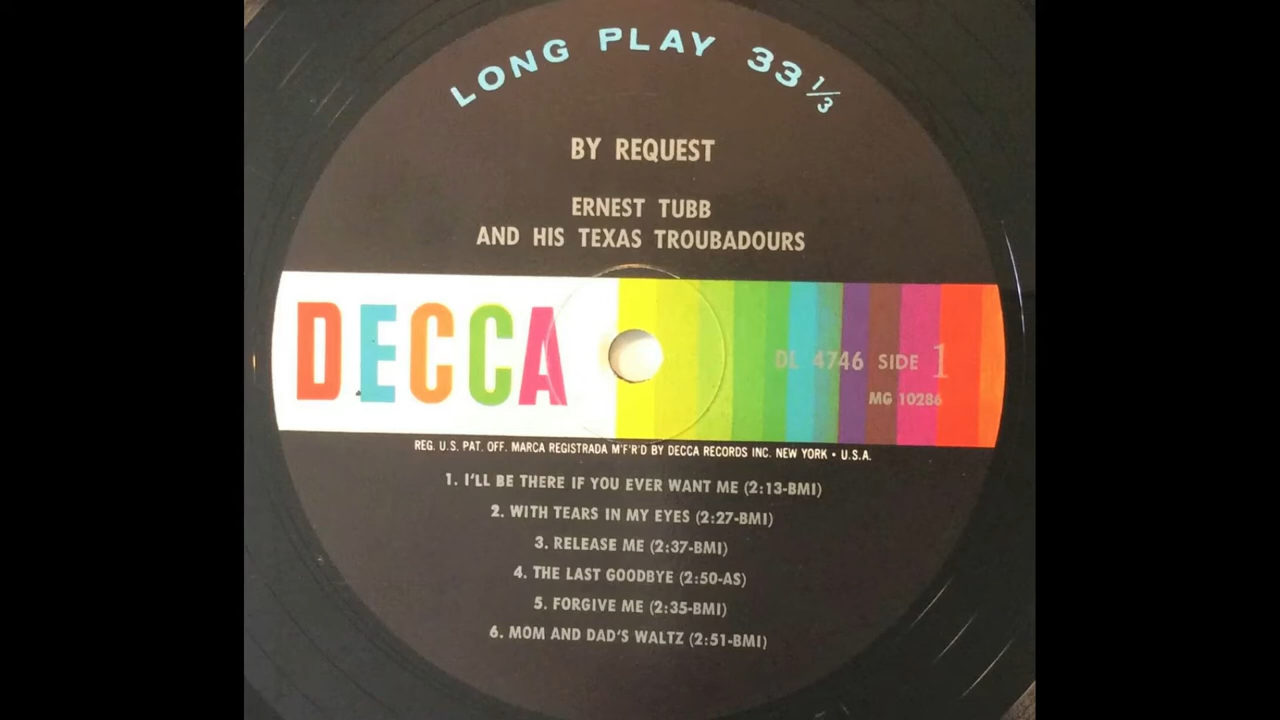 LONG PLAY 33 1/3
BY REQUEST
ERNEST TUBB
AND HIS TEXAS TROUBADOURS
DECCA
DL 4746 SIDE 1
MG 10286
REG. U.S. PAT. OFF. MARCA REGISTRADA M'F'R'D BY DECCA RECORDS INC. NEW YORK • U.S.A.
1. I'LL BE THERE IF YOU EVER WANT ME (2:13-BMI)
2. WITH TEARS IN MY EYES (2:27-BMI)
3. RELEASE ME (2:37-BMI)
4. THE LAST GOODBYE (2:50-AS)
5. FORGIVE ME (2:35-BMI)
6. MOM AND DAD'S WALTZ (2:51-BMI)